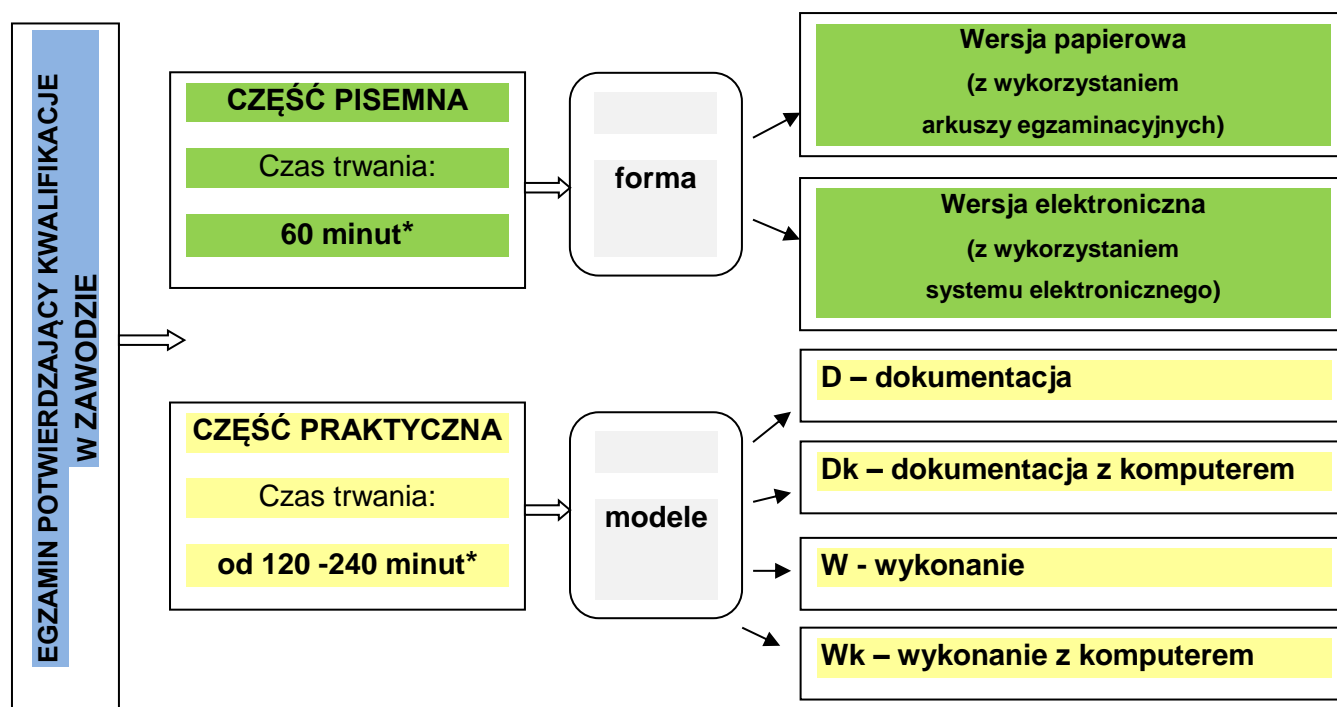 EGZAMIN POTWIERDZAJĄCY KWALIFIKACJE
W ZAWODZIE
CZĘŚĆ PISEMNA
Czas trwania:
60 minut*
forma
Wersja papierowa
(z wykorzystaniem
arkuszy egzaminacyjnych)
Wersja elektroniczna
(z wykorzystaniem
systemu elektronicznego)
CZĘŚĆ PRAKTYCZNA
Czas trwania:
od 120 -240 minut*
modele
D – dokumentacja
Dk – dokumentacja z komputerem
W - wykonanie
Wk – wykonanie z komputerem